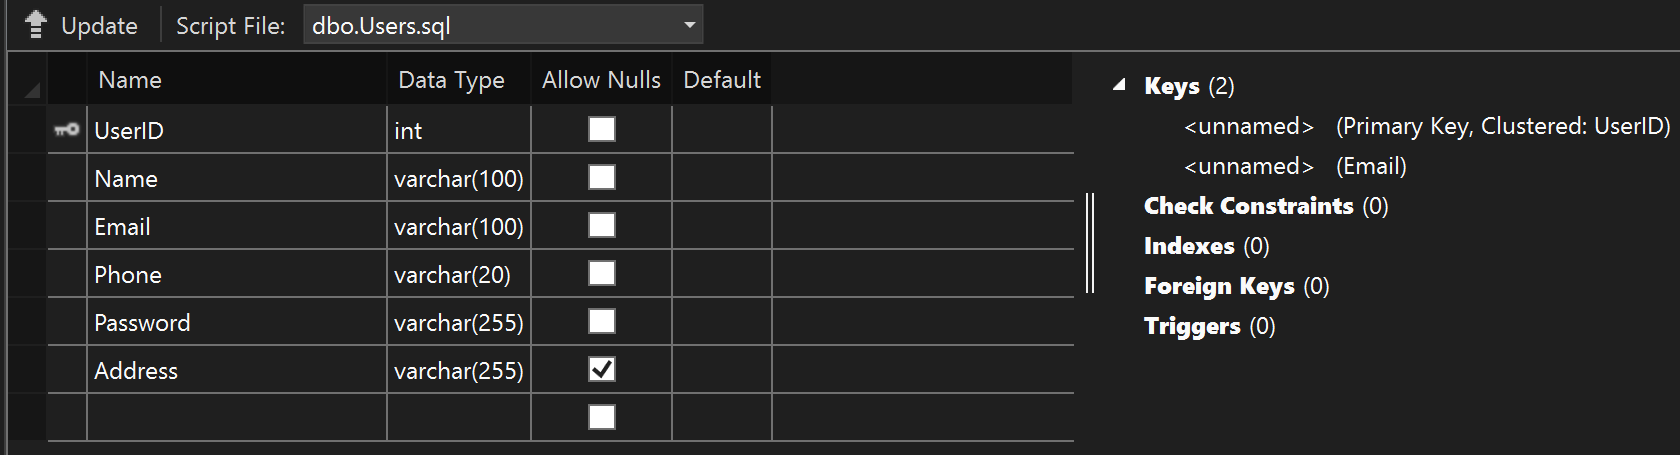 Update Script File: dbo.Users.sql
Name Data Type Allow Nulls Default
UserID int
Name varchar(100)
Email varchar(100)
Phone varchar(20)
Password varchar(255)
Address varchar(255)
Keys (2)
<unnamed> (Primary Key, Clustered: UserID)
<unnamed> (Email)
Check Constraints (0)
Indexes (0)
Foreign Keys (0)
Triggers (0)